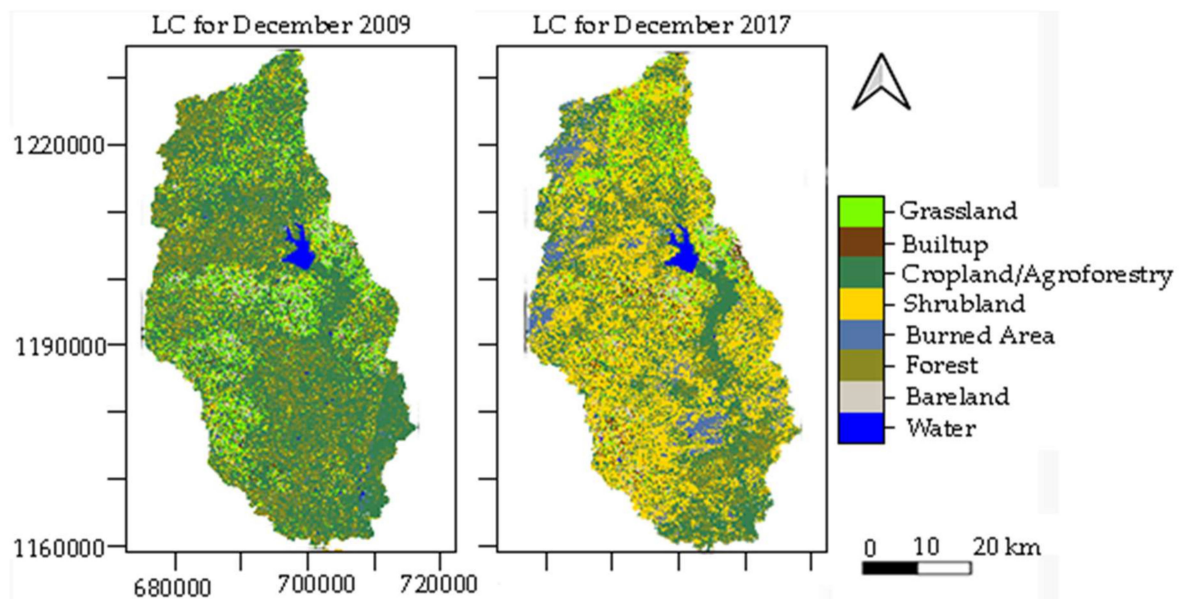 LC for December 2009
LC for December 2017
1220000
1190000
1160000
680000
700000
720000
Grassland
Builtup
Cropland/Agroforestry
Shrubland
Burned Area
Forest
Bareland
Water
0 10 20 km